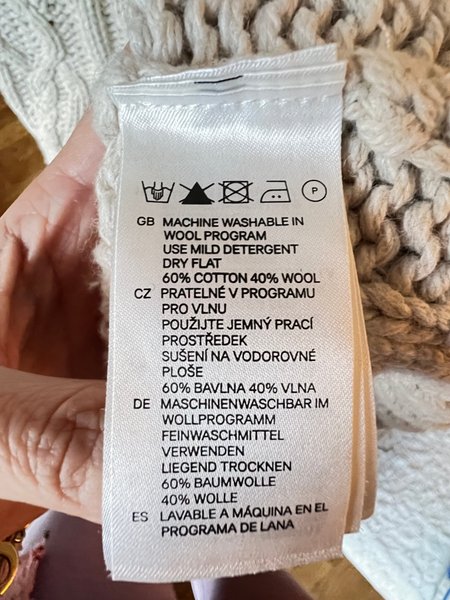 P
GB MACHINE WASHABLE IN
WOOL PROGRAM
USE MILD DETERGENT
DRY FLAT
60% COTTON 40% WOOL
CZ PRATELNÉ V PROGRAMU
PRO VLNU
POUŽIJTE JEMNÝ PRACÍ
PROSTŘEDEK
SUŠENÍ NA VODOROVNÉ
PLOŠE
60% BAVLNA 40% VLNA
DE MASCHINENWASCHBAR IM
WOLLPROGRAMM
FEINWASCHMITTEL
VERWENDEN
LIEGEND TROCKNEN
60% BAUMWOLLE
40% WOLLE
ES LAVABLE A MÁQUINA EN EL
PROGRAMA DE LANA